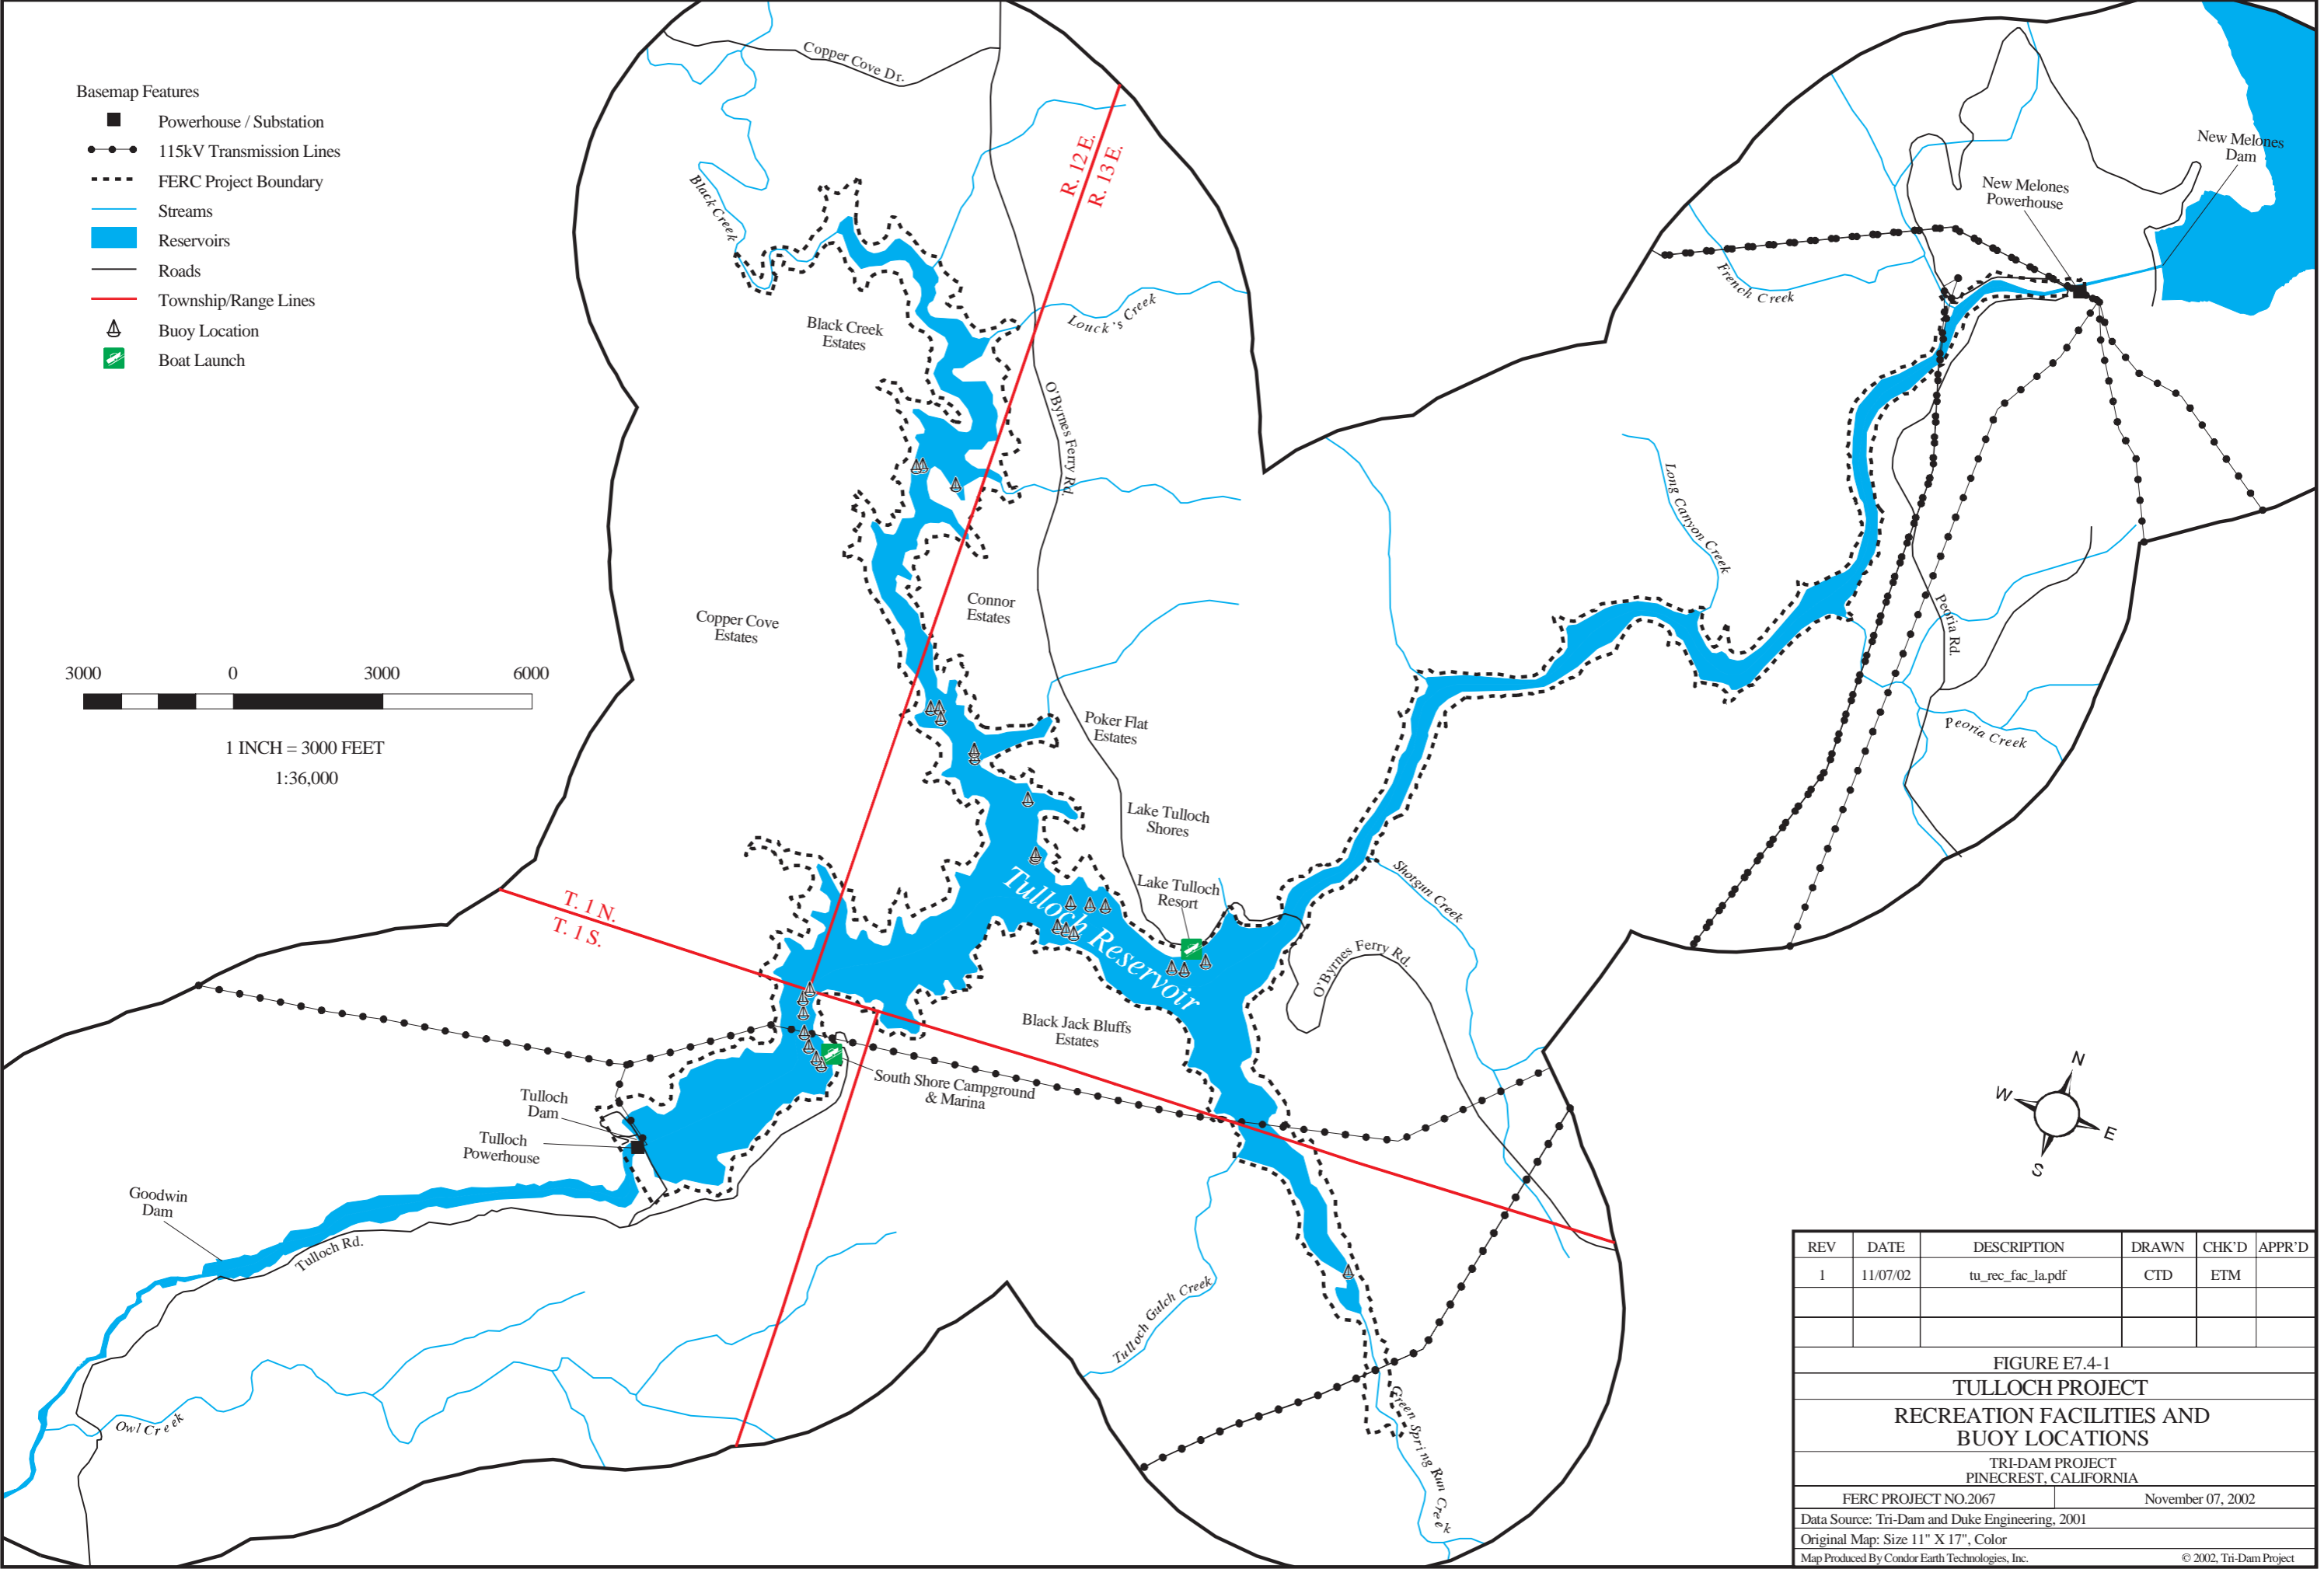 Basemap Features
Powerhouse / Substation
115kV Transmission Lines
FERC Project Boundary
Streams
Reservoirs
Roads
Township/Range Lines
Buoy Location
Boat Launch
3000 0 3000 6000
1 INCH = 3000 FEET
1:36,000
Copper Cove Dr.
Black Creek
R. 12 E.
R. 13 E.
Louck's Creek
Black Creek
Estates
O'Byrnes Ferry Rd.
Copper Cove
Estates
Connor
Estates
Poker Flat
Estates
Lake Tulloch
Shores
Lake Tulloch
Resort
Tulloch Reservoir
T. 1 N.
T. 1 S.
Black Jack Bluffs
Estates
South Shore Campground
& Marina
Tulloch
Dam
Tulloch
Powerhouse
Goodwin
Dam
Tulloch Rd.
Owl Creek
Tulloch Gulch Creek
Green Spring Run Creek
O'Byrnes Ferry Rd.
Shotgun Creek
Long Canyon Creek
French Creek
New Melones
Powerhouse
New Melones
Dam
Peoria Rd.
Peoria Creek
N
W
E
S
REV DATE DESCRIPTION DRAWN CHK'D APPR'D
1 11/07/02 tu_rec_fac_la.pdf CTD ETM
FIGURE E7.4-1
TULLOCH PROJECT
RECREATION FACILITIES AND
BUOY LOCATIONS
TRI-DAM PROJECT
PINECREST, CALIFORNIA
FERC PROJECT NO.2067 November 07, 2002
Data Source: Tri-Dam and Duke Engineering, 2001
Original Map: Size 11" X 17", Color
Map Produced By Condor Earth Technologies, Inc. © 2002, Tri-Dam Project